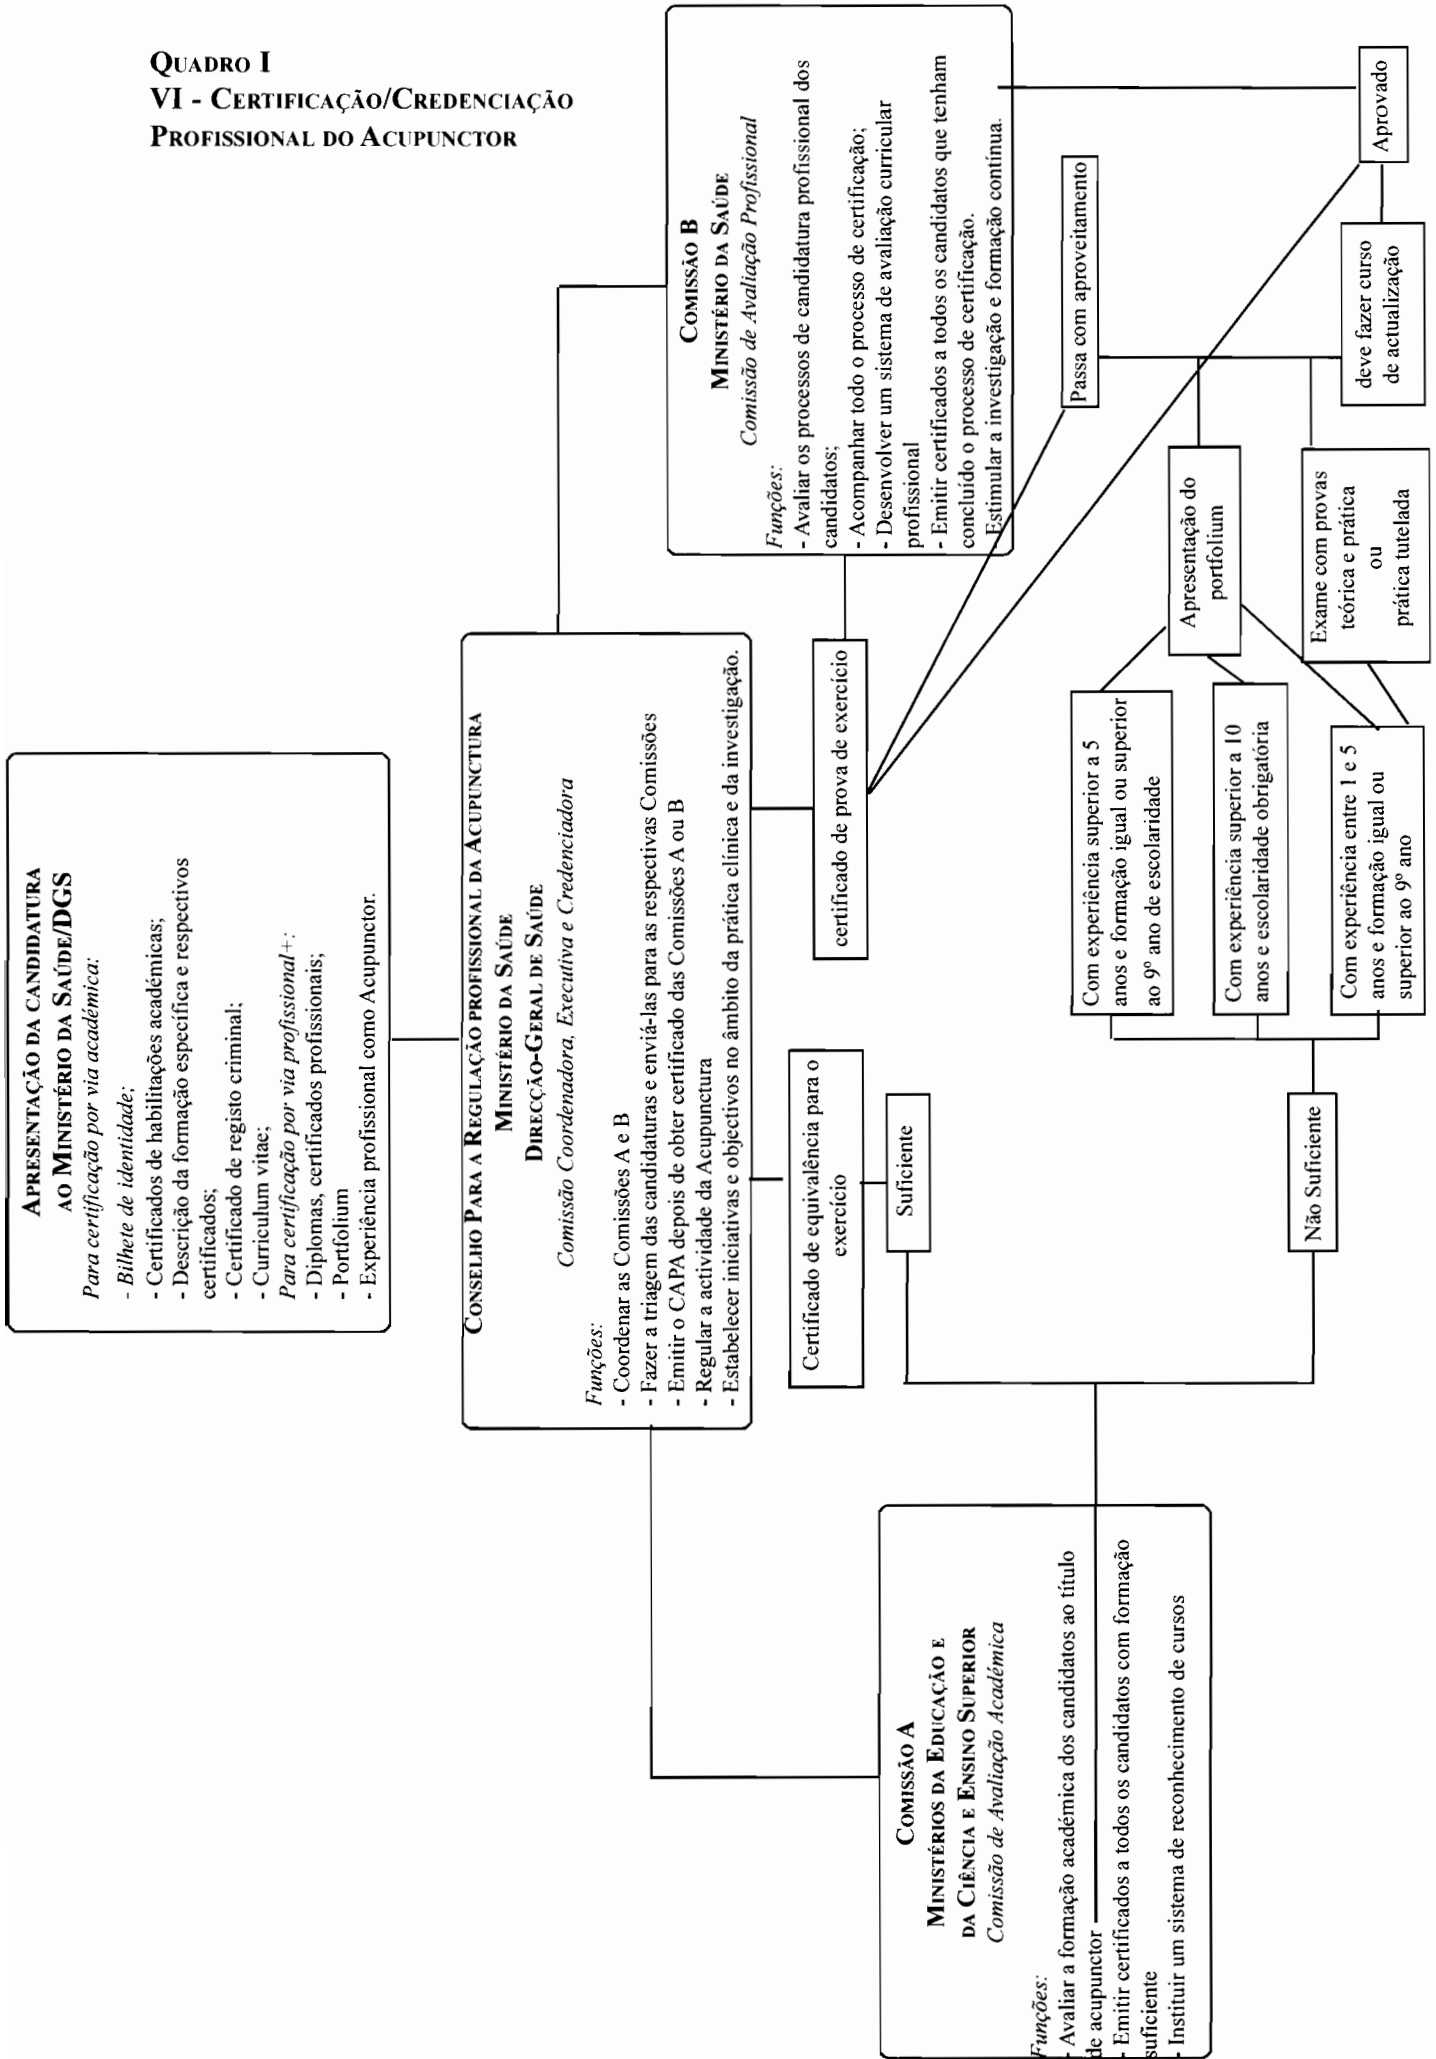 QUADRO I
VI - CERTIFICAÇÃO/CREDENCIAÇÃO
PROFISSIONAL DO ACUPUNCTOR
APRESENTAÇÃO DA CANDIDATURA
AO MINISTÉRIO DA SAÚDE/DGS
Para certificação por via académica:
- Bilhete de identidade;
- Certificados de habilitações académicas;
- Descrição da formação específica e respectivos
certificados;
- Certificado de registo criminal;
- Curriculum vitae;
Para certificação por via profissional+:
- Diplomas, certificados profissionais;
- Portfolium
- Experiência profissional como Acupunctor.
CONSELHO PARA A REGULAÇÃO PROFISSIONAL DA ACUPUNCTURA
MINISTÉRIO DA SAÚDE
DIRECÇÃO-GERAL DE SAÚDE
Comissão Coordenadora, Executiva e Credenciadora
Funções:
- Coordenar as Comissões A e B
- Fazer a triagem das candidaturas e enviá-las para as respectivas Comissões
- Emitir o CAPA depois de obter certificado das Comissões A ou B
- Regular a actividade da Acupunctura
- Estabelecer iniciativas e objectivos no âmbito da prática clínica e da investigação.
COMISSÃO A
MINISTÉRIOS DA EDUCAÇÃO E
DA CIÊNCIA E ENSINO SUPERIOR
Comissão de Avaliação Académica
Funções:
- Avaliar a formação académica dos candidatos ao título
de acupunctor
- Emitir certificados a todos os candidatos com formação
suficiente
- Instituir um sistema de reconhecimento de cursos
COMISSÃO B
MINISTÉRIO DA SAÚDE
Comissão de Avaliação Profissional
Funções:
- Avaliar os processos de candidatura profissional dos
candidatos;
- Acompanhar todo o processo de certificação;
- Desenvolver um sistema de avaliação curricular
profissional
- Emitir certificados a todos os candidatos que tenham
concluído o processo de certificação.
- Estimular a investigação e formação contínua.
Certificado de equivalência para o
exercício
certificado de prova de exercício
Suficiente
Não Suficiente
Com experiência superior a 5
anos e formação igual ou superior
ao 9º ano de escolaridade
Com experiência superior a 10
anos e escolaridade obrigatória
Com experiência entre 1 e 5
anos e formação igual ou
superior ao 9º ano
Apresentação do
portfolium
Exame com provas
teórica e prática
ou
prática tutelada
Passa com aproveitamento
deve fazer curso
de actualização
Aprovado